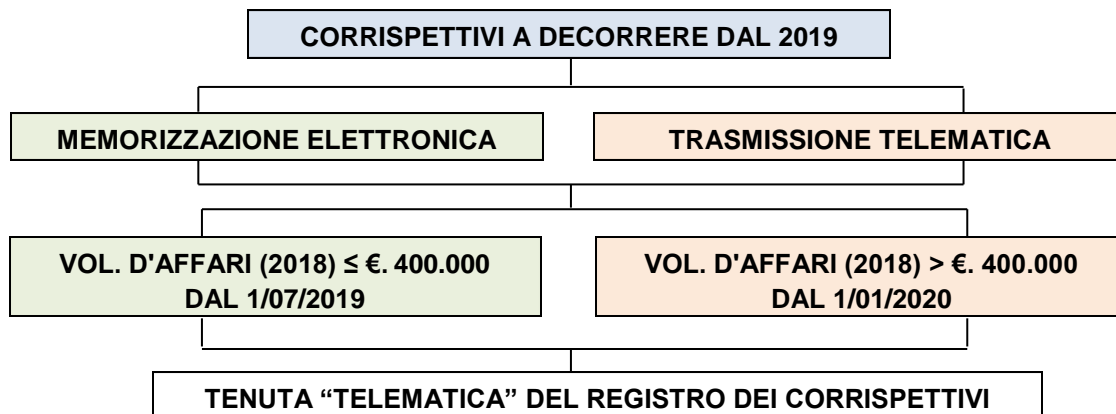 CORRISPETTIVI A DECORRERE DAL 2019
MEMORIZZAZIONE ELETTRONICA
TRASMISSIONE TELEMATICA
VOL. D'AFFARI (2018) ≤ €. 400.000
DAL 1/07/2019
VOL. D'AFFARI (2018) > €. 400.000
DAL 1/01/2020
TENUTA “TELEMATICA” DEL REGISTRO DEI CORRISPETTIVI